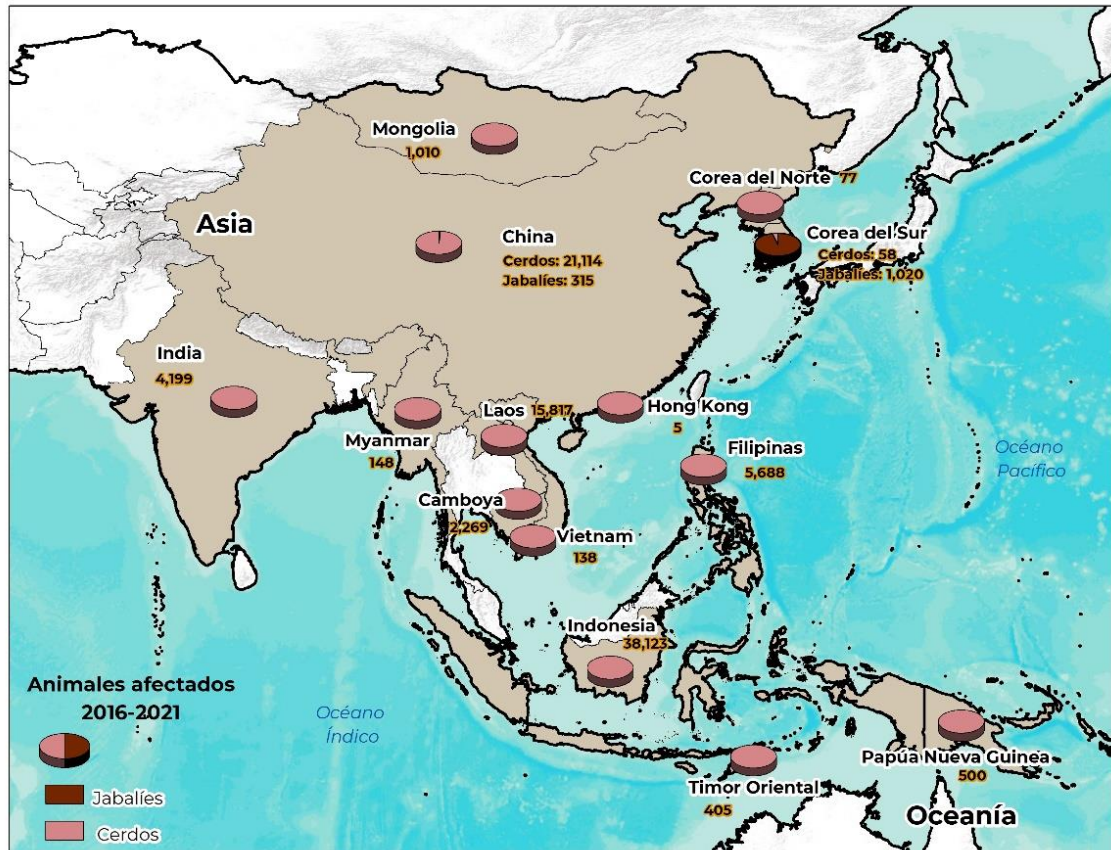 Mongolia
1,010
Corea del Norte 77
Asia
China
Cerdos: 21,114
Jabalíes: 315
Corea del Sur
Cerdos: 58
Jabalíes: 1,020
India
4,199
Myanmar
148
Laos 15,817
Hong Kong
5
Filipinas
5,688
Océano
Pacífico
Camboya
2,269
Vietnam
138
Indonesia
38,123
Animales afectados
2016-2021
Jabalíes
Cerdos
Océano
Índico
Timor Oriental
405
Papúa Nueva Guinea
500
Oceanía